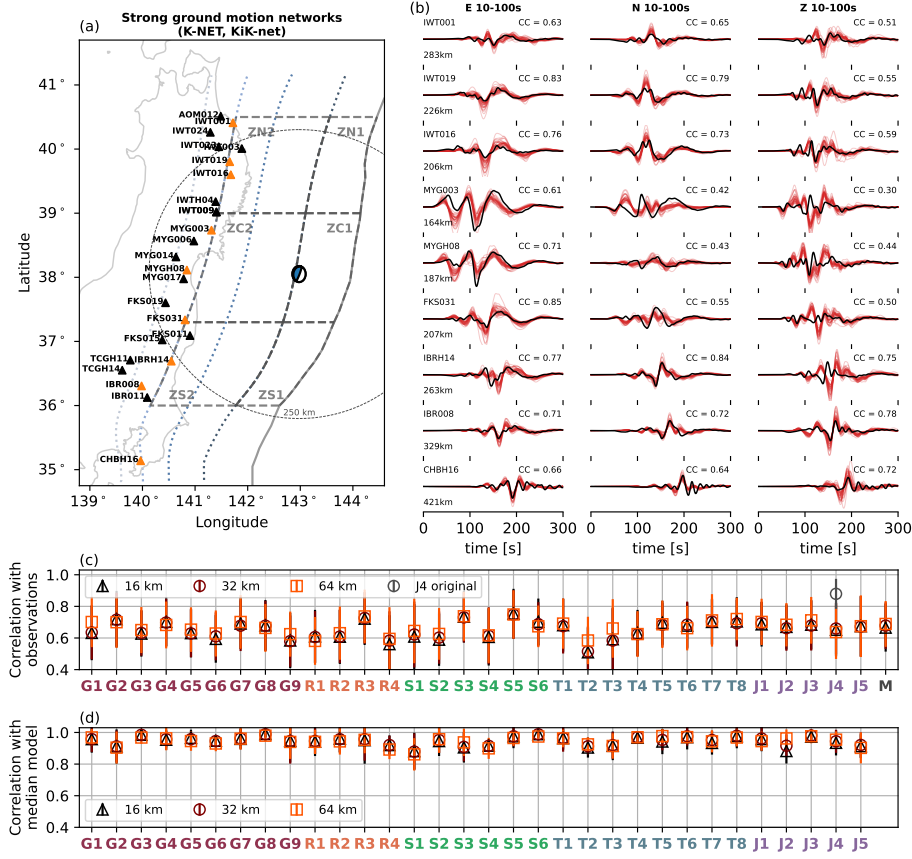 (a)
Strong ground motion networks
(K-NET, KiK-net)
41°
40°
39°
38°
37°
36°
35°
Latitude
139°
140
141
142
143
144
Longitude
AOM012
IWT001
IWT024
IWT019
IWT016
IWTH04
IWT009
MYG003
MYG006
MYG014
MYGH08
MYG017
FKS019
FKS031
FKS011
FKS015
TCGH11
IBRH14
TCGH14
IBR008
IBR011
CHBH16
ZN2
ZN1
ZC2
ZC1
ZS2
ZS1
250 km
(b)
E 10-100s
N 10-100s
Z 10-100s
IWT001
CC = 0.63
CC = 0.65
CC = 0.51
283km
IWT019
CC = 0.83
CC = 0.79
CC = 0.55
226km
IWT016
CC = 0.76
CC = 0.73
CC = 0.59
206km
MYG003
CC = 0.61
CC = 0.42
CC = 0.30
164km
MYGH08
CC = 0.71
CC = 0.43
CC = 0.44
187km
FKS031
CC = 0.85
CC = 0.55
CC = 0.50
207km
IBRH14
CC = 0.77
CC = 0.84
CC = 0.75
263km
IBR008
CC = 0.71
CC = 0.72
CC = 0.78
329km
CHBH16
CC = 0.66
CC = 0.64
CC = 0.72
421km
0 100 200 300
0 100 200 300
0 100 200 300
time [s]
time [s]
time [s]
(c)
Correlation with
observations
1.0
0.8
0.6
0.4
16 km
32 km
64 km
J4 original
G1 G2 G3 G4 G5 G6 G7 G8 G9 R1 R2 R3 R4 S1 S2 S3 S4 S5 S6 T1 T2 T3 T4 T5 T6 T7 T8 J1 J2 J3 J4 J5 M
(d)
Correlation with
median model
1.0
0.8
0.6
0.4
16 km
32 km
64 km
G1 G2 G3 G4 G5 G6 G7 G8 G9 R1 R2 R3 R4 S1 S2 S3 S4 S5 S6 T1 T2 T3 T4 T5 T6 T7 T8 J1 J2 J3 J4 J5